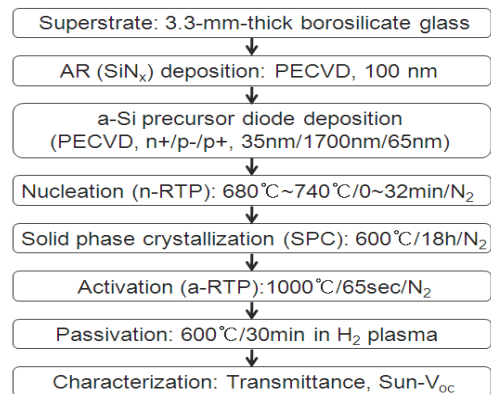 Superstrate: 3.3-mm-thick borosilicate glass
AR (SiNx) deposition: PECVD, 100 nm
a-Si precursor diode deposition
(PECVD, n+/p-/p+, 35nm/1700nm/65nm)
Nucleation (n-RTP): 680℃~740℃/0~32min/N2
Solid phase crystallization (SPC): 600℃/18h/N2
Activation (a-RTP):1000℃/65sec/N2
Passivation: 600℃/30min in H2 plasma
Characterization: Transmittance, Sun-Voc